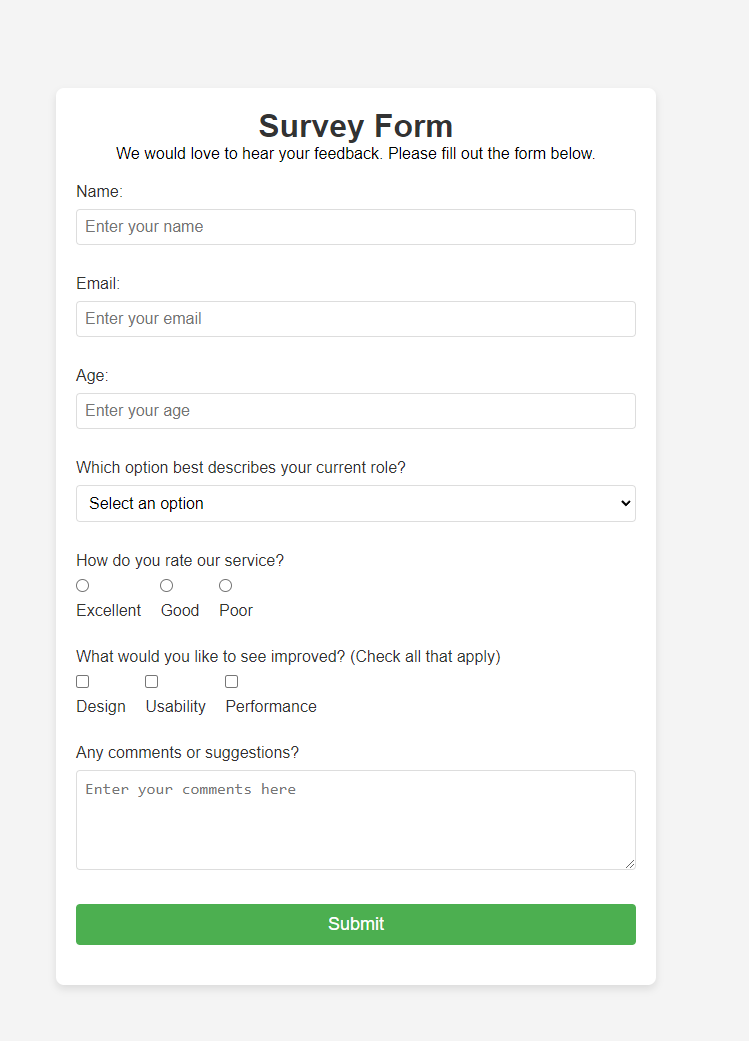 Survey Form
We would love to hear your feedback. Please fill out the form below.
Name:
Enter your name
Email:
Enter your email
Age:
Enter your age
Which option best describes your current role?
Select an option
How do you rate our service?
Excellent Good Poor
What would you like to see improved? (Check all that apply)
Design Usability Performance
Any comments or suggestions?
Enter your comments here
Submit